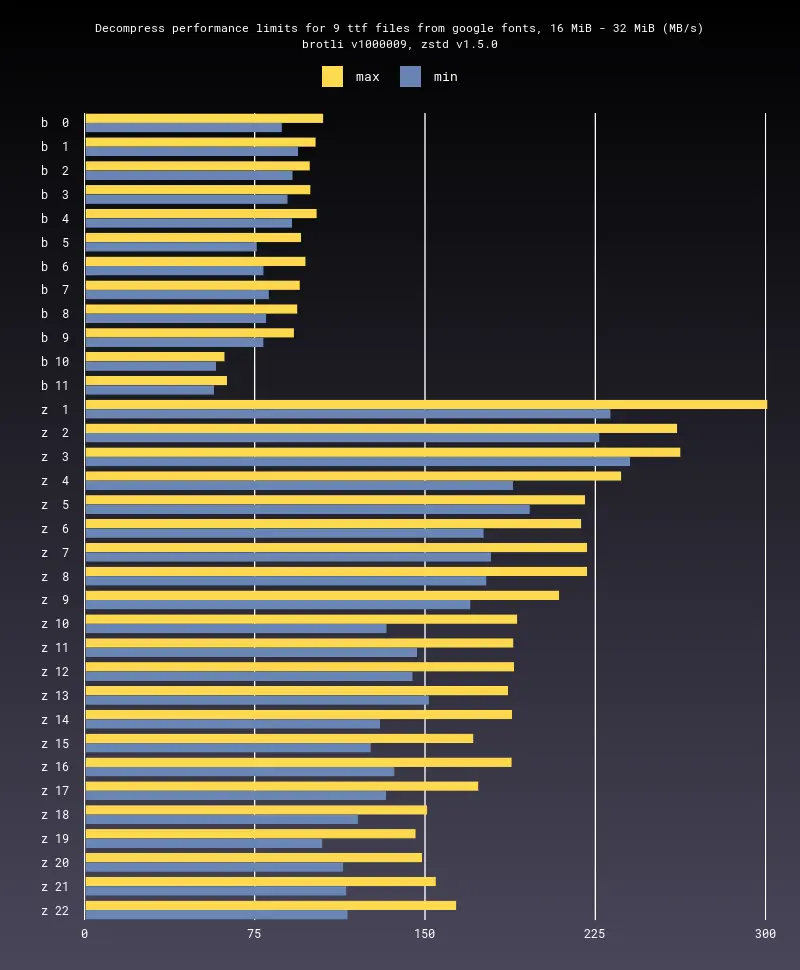 Decompress performance limits for 9 ttf files from google fonts, 16 MiB - 32 MiB (MB/s)
brotli v1000009, zstd v1.5.0
max min
b 0
b 1
b 2
b 3
b 4
b 5
b 6
b 7
b 8
b 9
b 10
b 11
z 1
z 2
z 3
z 4
z 5
z 6
z 7
z 8
z 9
z 10
z 11
z 12
z 13
z 14
z 15
z 16
z 17
z 18
z 19
z 20
z 21
z 22
0 75 150 225 300